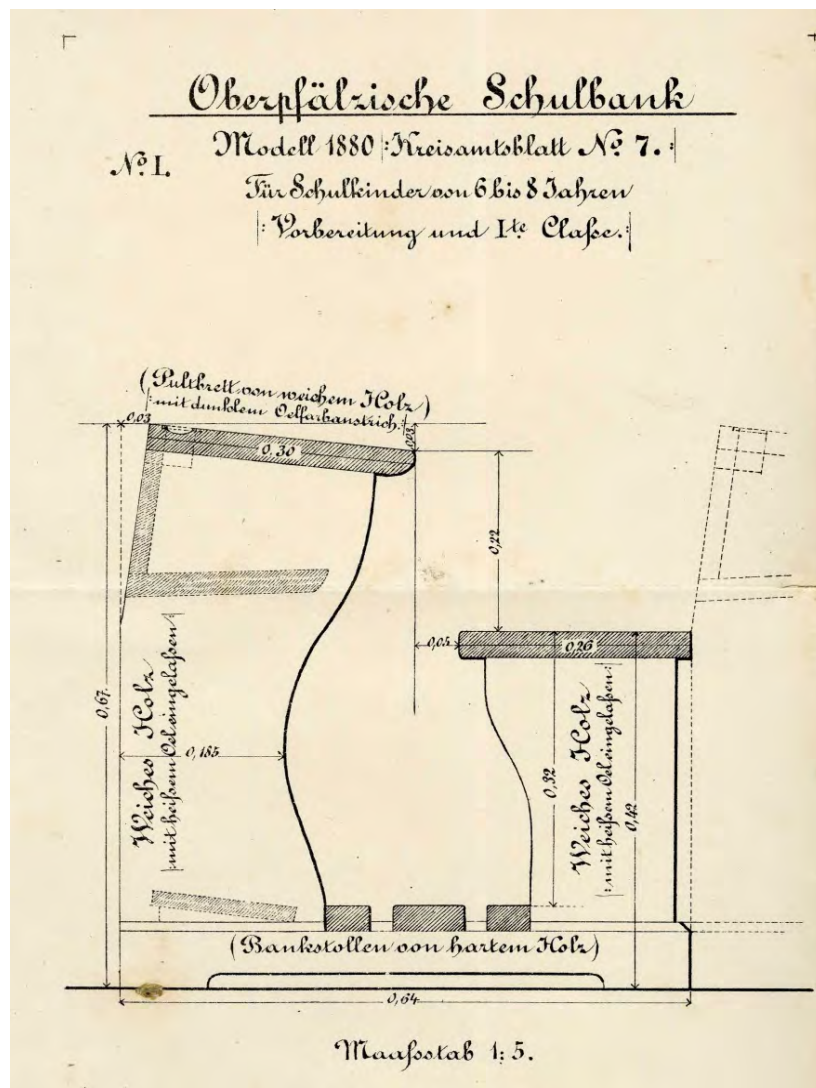 Oberpfälzische Schulbank
No. I.
Modell 1880 |: Kreisamtsblatt No. 7. :|
Für Schulkinder von 6 bis 8 Jahren
|: Vorbereitung und Ite Claſse. :|
(Pultbrett von weichem Holz)
|: mit dunklem Oelfarbanstrich. :|
0,03
0,03
0,30
0,22
0,05
0,26
0,67.
Weiches Holz
|: mit heiſsem Oel eingelaſsen :|
0,185
0,32
Weiches Holz
|: mit heiſsem Oel eingelaſsen :|
0,42
(Bankstollen von hartem Holz)
0,64
Maaſsstab 1:5.